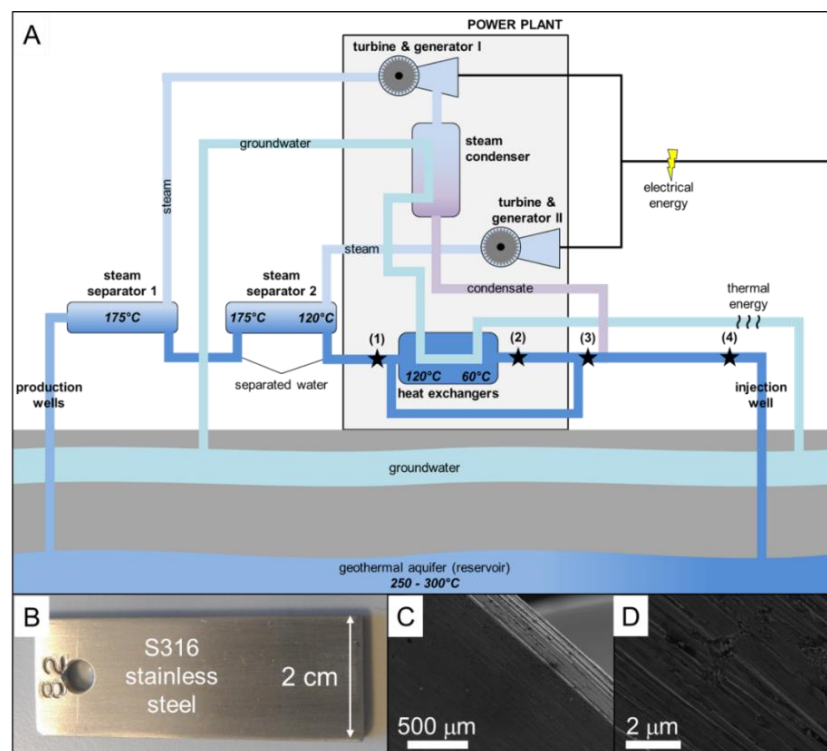 A
POWER PLANT
turbine & generator I
groundwater
steam
condenser
steam
electrical
energy
turbine &
generator II
steam
condensate
thermal
energy
steam
separator 1
steam
separator 2
175°C
175°C
120°C
(1)
(2)
(3)
(4)
production
wells
separated water
120°C
60°C
heat exchangers
injection
well
groundwater
geothermal aquifer (reservoir)
250 - 300°C
B
82
S316
stainless
steel
2 cm
C
500 μm
D
2 μm